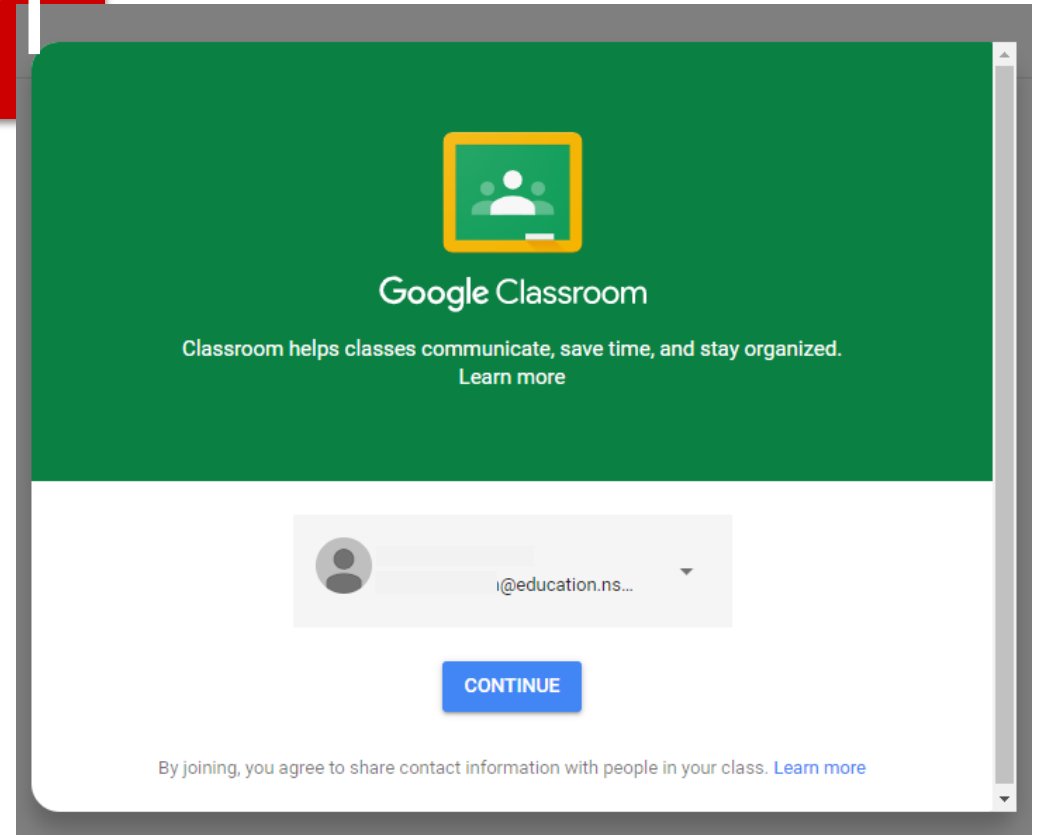 Google Classroom
Classroom helps classes communicate, save time, and stay organized.
Learn more
@education.ns...
CONTINUE
By joining, you agree to share contact information with people in your class. Learn more